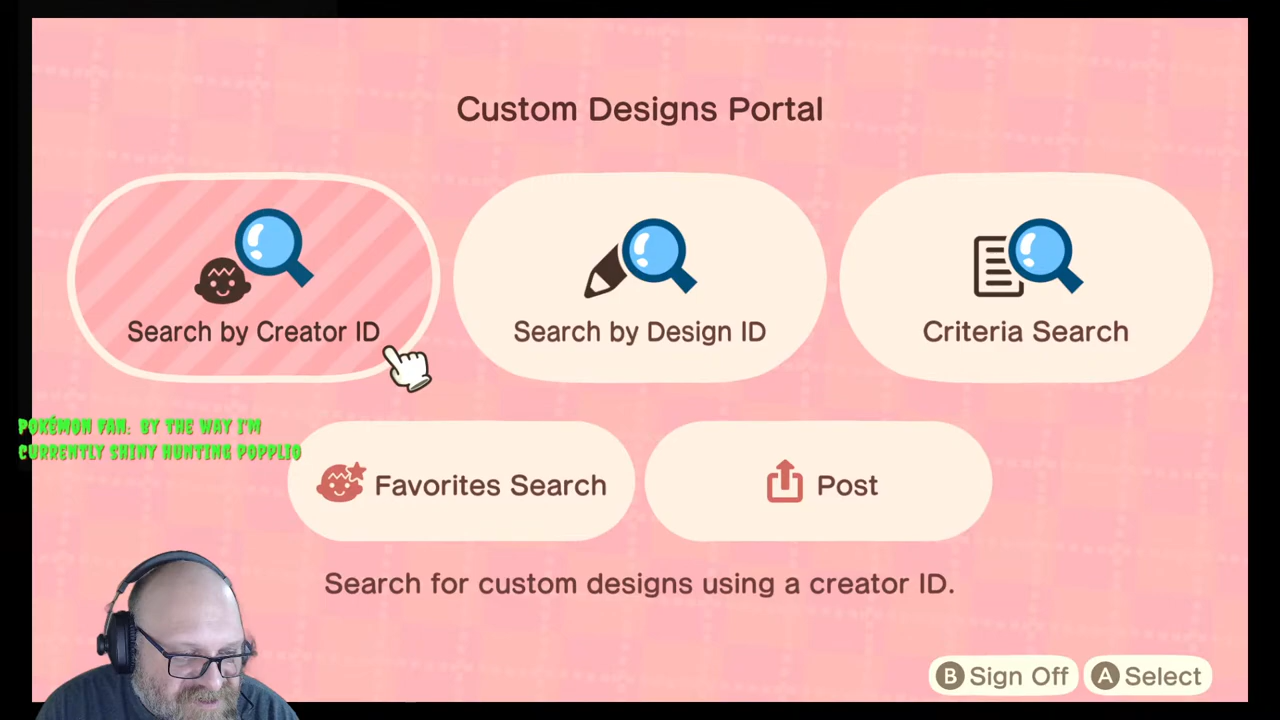 Custom Designs Portal
Search by Creator ID
Search by Design ID
Criteria Search
POKÉMON FAN: BY THE WAY I'M
CURRENTLY SHINY HUNTING POPPLIO
Favorites Search
Post
Search for custom designs using a creator ID.
B Sign Off
A Select